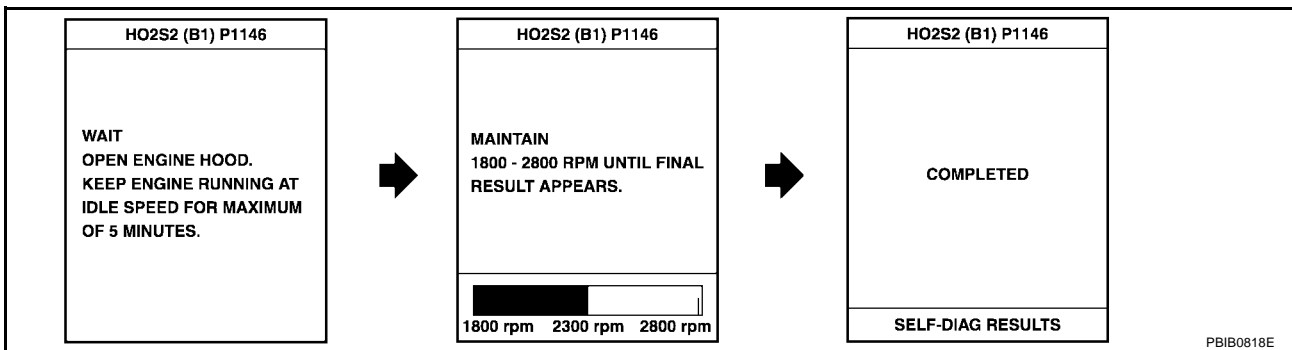 HO2S2 (B1) P1146
WAIT
OPEN ENGINE HOOD.
KEEP ENGINE RUNNING AT
IDLE SPEED FOR MAXIMUM
OF 5 MINUTES.
HO2S2 (B1) P1146
MAINTAIN
1800 - 2800 RPM UNTIL FINAL
RESULT APPEARS.
1800 rpm 2300 rpm 2800 rpm
HO2S2 (B1) P1146
COMPLETED
SELF-DIAG RESULTS
PBIB0818E